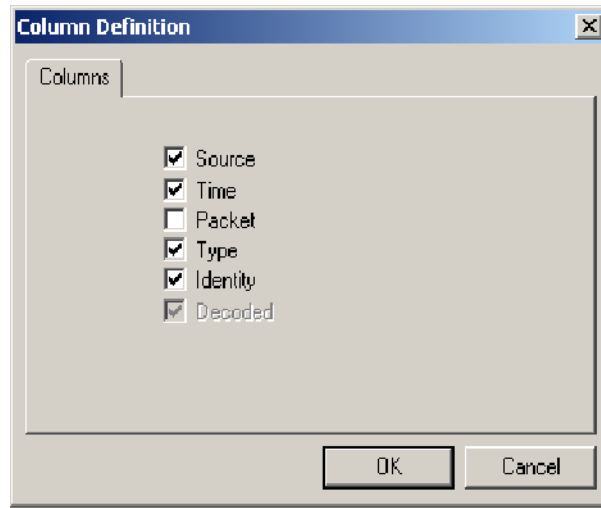 Column Definition
Columns
Source
Time
Packet
Type
Identity
Decoded
OK
Cancel